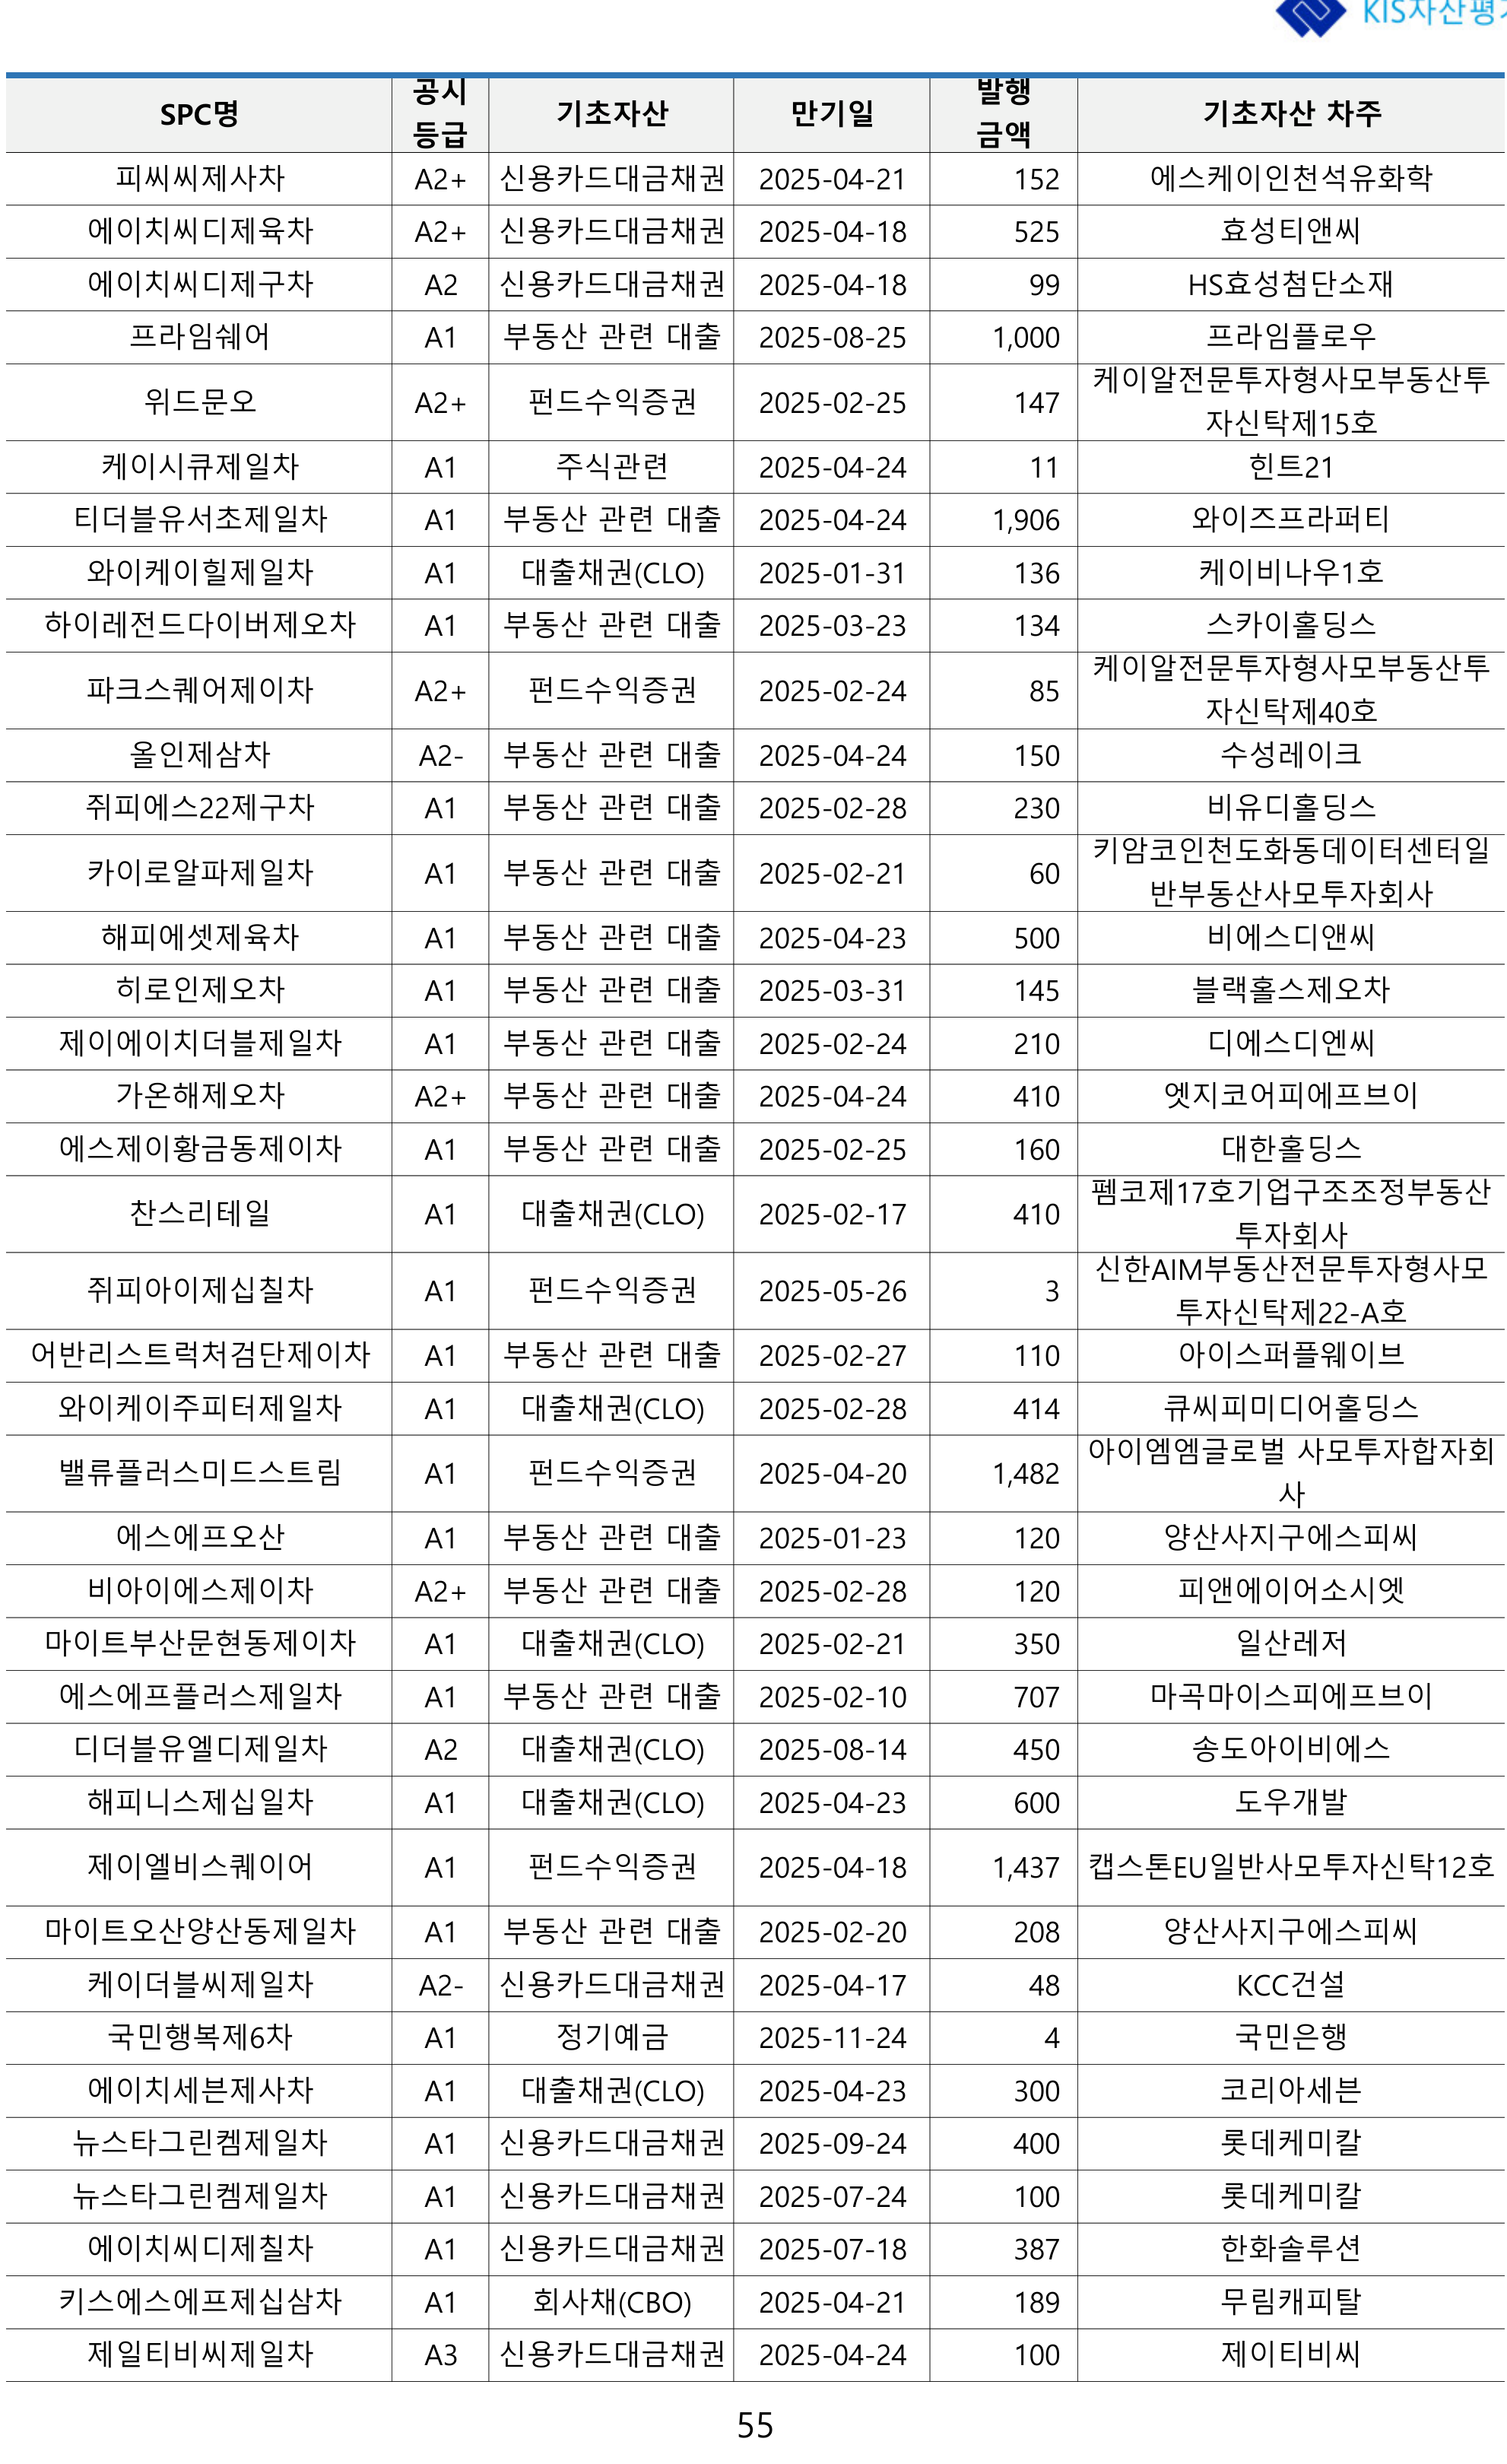 KIS자산평가
SPC명 공시등급 기초자산 만기일 발행금액 기초자산 차주
피씨씨제사차 A2+ 신용카드대금채권 2025-04-21 152 에스케이인천석유화학
에이치씨디제육차 A2+ 신용카드대금채권 2025-04-18 525 효성티앤씨
에이치씨디제구차 A2 신용카드대금채권 2025-04-18 99 HS효성첨단소재
프라임쉐어 A1 부동산 관련 대출 2025-08-25 1,000 프라임플로우
위드문오 A2+ 펀드수익증권 2025-02-25 147 케이알전문투자형사모부동산투자신탁제15호
케이시큐제일차 A1 주식관련 2025-04-24 11 힌트21
티더블유서초제일차 A1 부동산 관련 대출 2025-04-24 1,906 와이즈프라퍼티
와이케이힐제일차 A1 대출채권(CLO) 2025-01-31 136 케이비나우1호
하이레전드다이버제오차 A1 부동산 관련 대출 2025-03-23 134 스카이홀딩스
파크스퀘어제이차 A2+ 펀드수익증권 2025-02-24 85 케이알전문투자형사모부동산투자신탁제40호
올인제삼차 A2- 부동산 관련 대출 2025-04-24 150 수성레이크
쥐피에스22제구차 A1 부동산 관련 대출 2025-02-28 230 비유디홀딩스
카이로알파제일차 A1 부동산 관련 대출 2025-02-21 60 키암코인천도화동데이터센터일반부동산사모투자회사
해피에셋제육차 A1 부동산 관련 대출 2025-04-23 500 비에스디앤씨
히로인제오차 A1 부동산 관련 대출 2025-03-31 145 블랙홀스제오차
제이에이치더블제일차 A1 부동산 관련 대출 2025-02-24 210 디에스디엔씨
가온해제오차 A2+ 부동산 관련 대출 2025-04-24 410 엣지코어피에프브이
에스제이황금동제이차 A1 부동산 관련 대출 2025-02-25 160 대한홀딩스
찬스리테일 A1 대출채권(CLO) 2025-02-17 410 펨코제17호기업구조조정부동산투자회사
쥐피아이제십칠차 A1 펀드수익증권 2025-05-26 3 신한AIM부동산전문투자형사모투자신탁제22-A호
어반리스트럭처검단제이차 A1 부동산 관련 대출 2025-02-27 110 아이스퍼플웨이브
와이케이주피터제일차 A1 대출채권(CLO) 2025-02-28 414 큐씨피미디어홀딩스
밸류플러스미드스트림 A1 펀드수익증권 2025-04-20 1,482 아이엠엠글로벌 사모투자합자회사
에스에프오산 A1 부동산 관련 대출 2025-01-23 120 양산사지구에스피씨
비아이에스제이차 A2+ 부동산 관련 대출 2025-02-28 120 피앤에이어소시엣
마이트부산문현동제이차 A1 대출채권(CLO) 2025-02-21 350 일산레저
에스에프플러스제일차 A1 부동산 관련 대출 2025-02-10 707 마곡마이스피에프브이
디더블유엘디제일차 A2 대출채권(CLO) 2025-08-14 450 송도아이비에스
해피니스제십일차 A1 대출채권(CLO) 2025-04-23 600 도우개발
제이엘비스퀘이어 A1 펀드수익증권 2025-04-18 1,437 캡스톤EU일반사모투자신탁12호
마이트오산양산동제일차 A1 부동산 관련 대출 2025-02-20 208 양산사지구에스피씨
케이더블씨제일차 A2- 신용카드대금채권 2025-04-17 48 KCC건설
국민행복제6차 A1 정기예금 2025-11-24 4 국민은행
에이치세븐제사차 A1 대출채권(CLO) 2025-04-23 300 코리아세븐
뉴스타그린켐제일차 A1 신용카드대금채권 2025-09-24 400 롯데케미칼
뉴스타그린켐제일차 A1 신용카드대금채권 2025-07-24 100 롯데케미칼
에이치씨디제칠차 A1 신용카드대금채권 2025-07-18 387 한화솔루션
키스에스에프제십삼차 A1 회사채(CBO) 2025-04-21 189 무림캐피탈
제일티비씨제일차 A3 신용카드대금채권 2025-04-24 100 제이티비씨
55